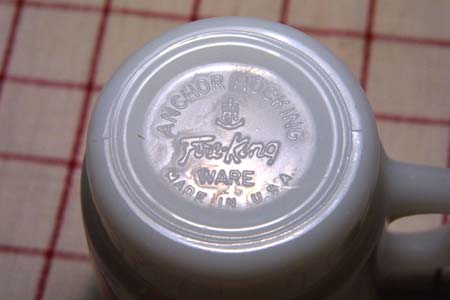 ANCHOR HOCKING
Fire-King
WARE
MADE IN U.S.A.